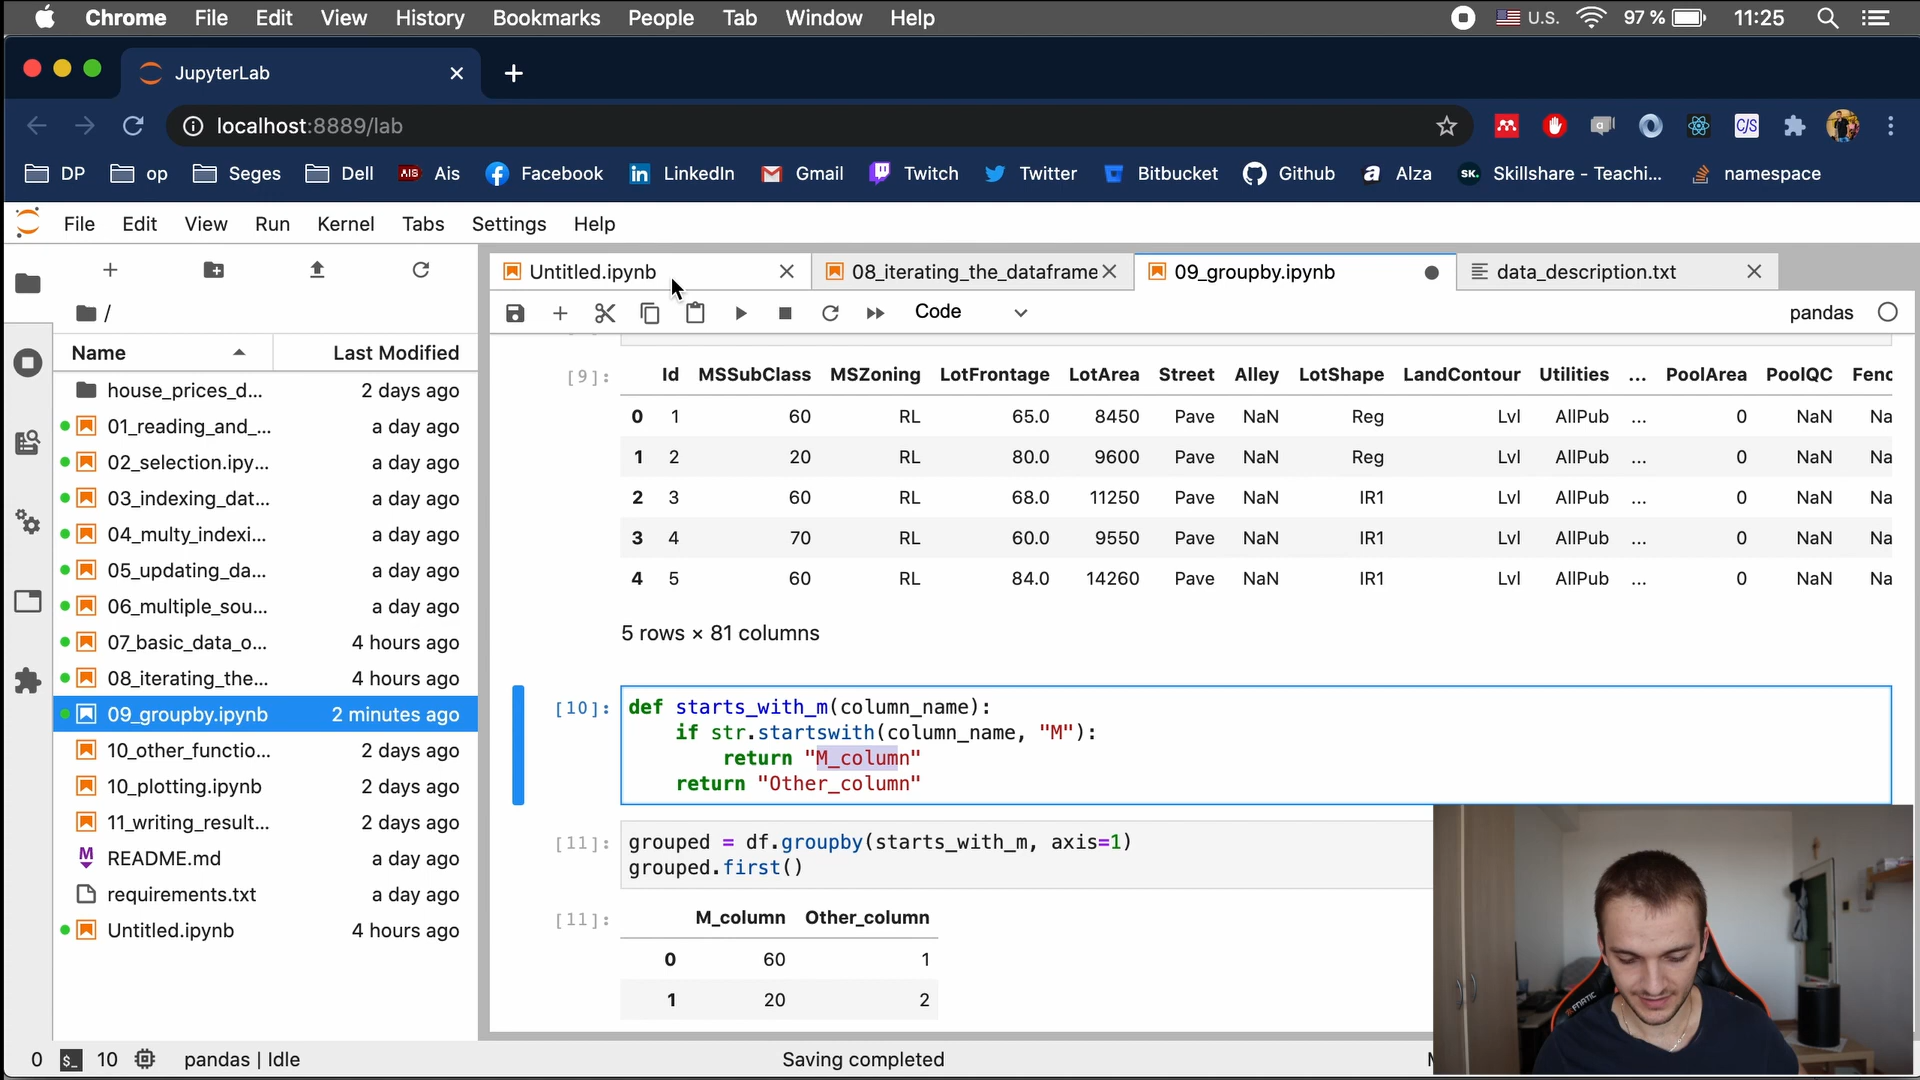 Chrome File Edit View History Bookmarks People Tab Window Help U.S. 97 % 11:25
JupyterLab
localhost:8889/lab
DP op Seges Dell Ais Facebook LinkedIn Gmail Twitch Twitter Bitbucket Github Alza Skillshare - Teachi... namespace
File Edit View Run Kernel Tabs Settings Help
Untitled.ipynb 08_iterating_the_dataframe 09_groupby.ipynb data_description.txt
/
Code pandas
Name Last Modified
house_prices_d... 2 days ago
01_reading_and_... a day ago
02_selection.ipy... a day ago
03_indexing_dat... a day ago
04_multy_indexi... a day ago
05_updating_da... a day ago
06_multiple_sou... a day ago
07_basic_data_o... 4 hours ago
08_iterating_the... 4 hours ago
09_groupby.ipynb 2 minutes ago
10_other_functio... 2 days ago
10_plotting.ipynb 2 days ago
11_writing_result... 2 days ago
README.md a day ago
requirements.txt a day ago
Untitled.ipynb 4 hours ago
[9]: Id MSSubClass MSZoning LotFrontage LotArea Street Alley LotShape LandContour Utilities ... PoolArea PoolQC Fenc
0 1 60 RL 65.0 8450 Pave NaN Reg Lvl AllPub ... 0 NaN Na
1 2 20 RL 80.0 9600 Pave NaN Reg Lvl AllPub ... 0 NaN Na
2 3 60 RL 68.0 11250 Pave NaN IR1 Lvl AllPub ... 0 NaN Na
3 4 70 RL 60.0 9550 Pave NaN IR1 Lvl AllPub ... 0 NaN Na
4 5 60 RL 84.0 14260 Pave NaN IR1 Lvl AllPub ... 0 NaN Na
5 rows × 81 columns
[10]: def starts_with_m(column_name):
if str.startswith(column_name, "M"):
return "M_column"
return "Other_column"
[11]: grouped = df.groupby(starts_with_m, axis=1)
grouped.first()
[11]: M_column Other_column
0 60 1
1 20 2
0 10 pandas | Idle Saving completed